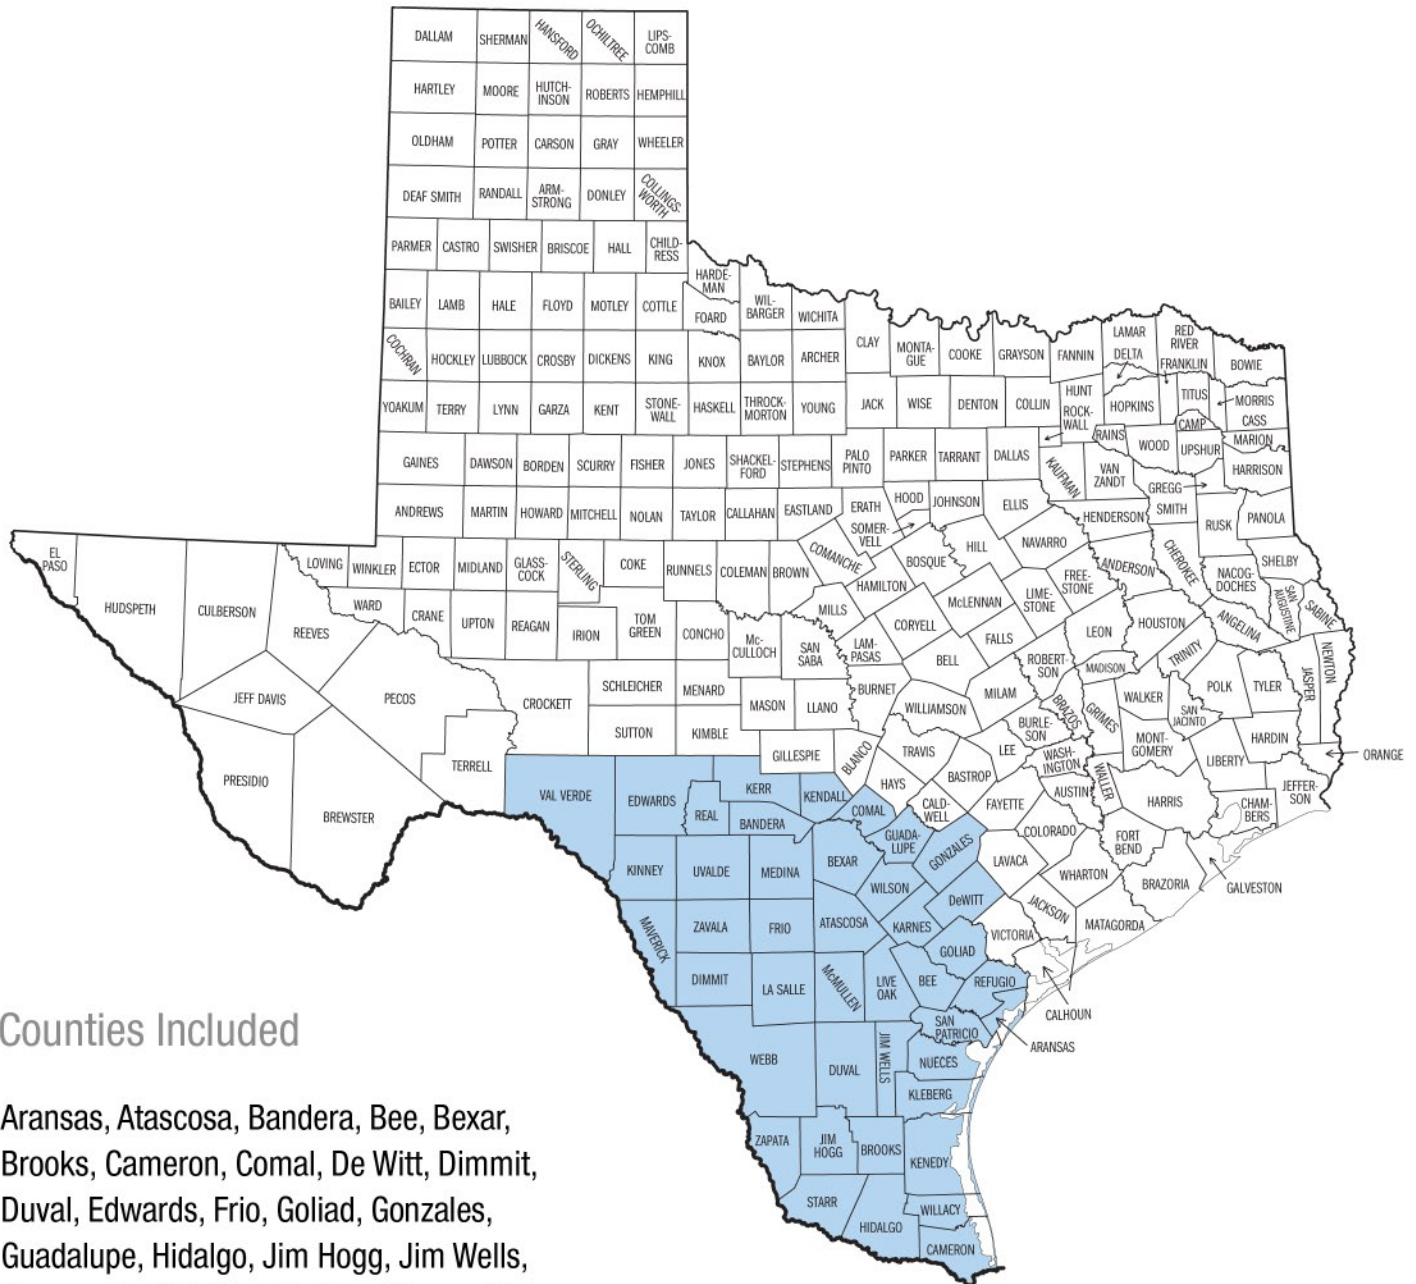 DALLAM
SHERMAN
HANSFORD
OCHILTREE
LIPS-
COMB
HARTLEY
MOORE
HUTCH-
INSON
ROBERTS
HEMPHILL
OLDHAM
POTTER
CARSON
GRAY
WHEELER
DEAF SMITH
RANDALL
ARM-
STRONG
DONLEY
COLLINGS-
WORTH
PARMER
CASTRO
SWISHER
BRISCOE
HALL
CHILD-
RESS
HARDE-
MAN
BAILEY
LAMB
HALE
FLOYD
MOTLEY
COTTLE
FOARD
WIL-
BARGER
WICHITA
COCHRAN
HOCKLEY
LUBBOCK
CROSBY
DICKENS
KING
KNOX
BAYLOR
ARCHER
CLAY
MONTA-
GUE
COOKE
GRAYSON
FANNIN
LAMAR
DELTA
RED
RIVER
FRANKLIN
BOWIE
YOAKUM
TERRY
LYNN
GARZA
KENT
STONE-
WALL
HASKELL
THROCK-
MORTON
YOUNG
JACK
WISE
DENTON
COLLIN
HUNT
ROCK-
WALL
HOPKINS
TITUS
MORRIS
CASS
CAMP
MARION
RAINS
WOOD
UPSHUR
GAINES
DAWSON
BORDEN
SCURRY
FISHER
JONES
SHACKEL-
FORD
STEPHENS
PALO
PINTO
PARKER
TARRANT
DALLAS
KAUFMAN
VAN
ZANDT
GREGG
SMITH
HARRISON
ANDREWS
MARTIN
HOWARD
MITCHELL
NOLAN
TAYLOR
CALLAHAN
EASTLAND
ERATH
HOOD
JOHNSON
ELLIS
HENDERSON
RUSK
PANOLA
SOMER-
VELL
EL
PASO
HUDSPETH
CULBERSON
REEVES
LOVING
WINKLER
ECTOR
MIDLAND
GLASS-
COCK
STERLING
COKE
RUNNELS
COLEMAN
BROWN
COMANCHE
BOSQUE
HILL
NAVARRO
ANDERSON
CHEROKEE
NACOG-
DOCHES
SHELBY
SAN
AUGUSTINE
SABINE
WARD
CRANE
UPTON
REAGAN
IRION
TOM
GREEN
CONCHO
Mc-
CULLOCH
SAN
SABA
MILLS
HAMILTON
LAM-
PASAS
CORYELL
McLENNAN
LIME-
STONE
FREE-
STONE
FALLS
BELL
LEON
HOUSTON
ANGELINA
TRINITY
ROBERT-
SON
MADISON
JEFF DAVIS
PECOS
CROCKETT
SCHLEICHER
MENARD
MASON
LLANO
BURNET
WILLIAMSON
MILAM
BRAZOS
GRIMES
WALKER
SAN
JACINTO
POLK
TYLER
JASPER
NEWTON
PRESIDIO
BREWSTER
TERRELL
SUTTON
KIMBLE
GILLESPIE
BLANCO
TRAVIS
HAYS
BASTROP
LEE
BURLE-
SON
WASH-
INGTON
WALLER
MONT-
GOMERY
LIBERTY
HARDIN
ORANGE
JEFFER-
SON
CHAM-
BERS
VAL VERDE
EDWARDS
REAL
KERR
BANDERA
KENDALL
COMAL
CALD-
WELL
FAYETTE
AUSTIN
HARRIS
GUADA-
LUPE
GONZALES
COLORADO
FORT
BEND
LAVACA
WHARTON
BRAZORIA
GALVESTON
KINNEY
UVALDE
MEDINA
BEXAR
WILSON
DeWITT
JACKSON
MATAGORDA
MAVERICK
ZAVALA
FRIO
ATASCOSA
KARNES
GOLIAD
VICTORIA
DIMMIT
LA SALLE
McMULLEN
LIVE
OAK
BEE
REFUGIO
CALHOUN
SAN
PATRICIO
ARANSAS
WEBB
DUVAL
JIM WELLS
NUECES
KLEBERG
ZAPATA
JIM
HOGG
BROOKS
KENEDY
STARR
HIDALGO
WILLACY
CAMERON
Counties Included
Aransas, Atascosa, Bandera, Bee, Bexar,
Brooks, Cameron, Comal, De Witt, Dimmit,
Duval, Edwards, Frio, Goliad, Gonzales,
Guadalupe, Hidalgo, Jim Hogg, Jim Wells,